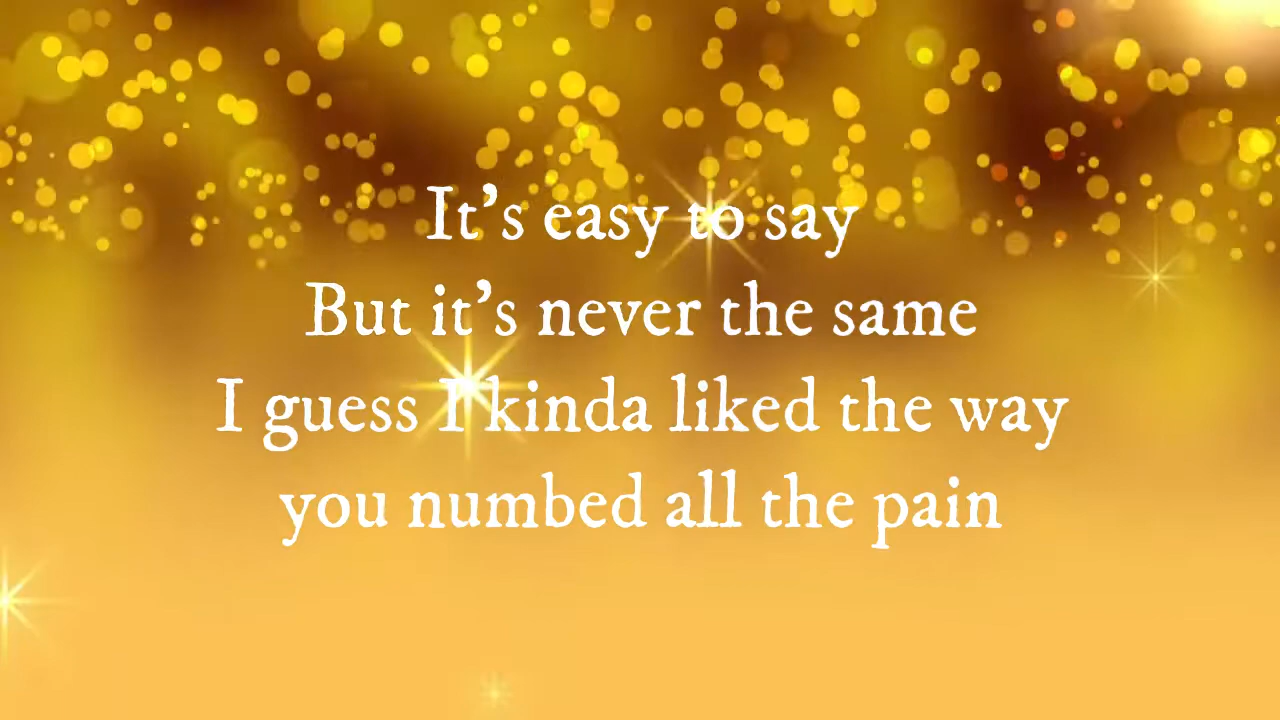 It’s easy to say
But it’s never the same
I guess I kinda liked the way
you numbed all the pain